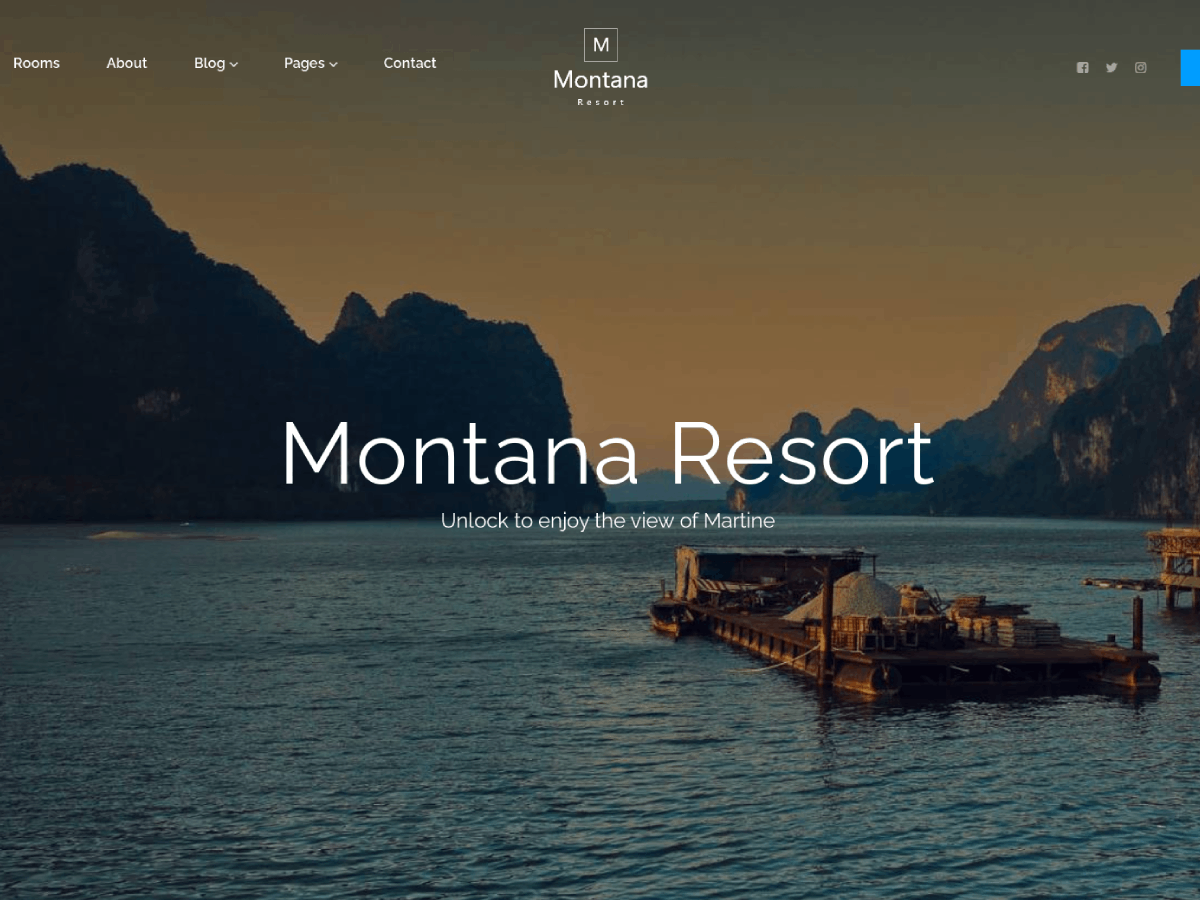 Rooms
About
Blog
Pages
Contact
M
Montana
Resort
Montana Resort
Unlock to enjoy the view of Martine